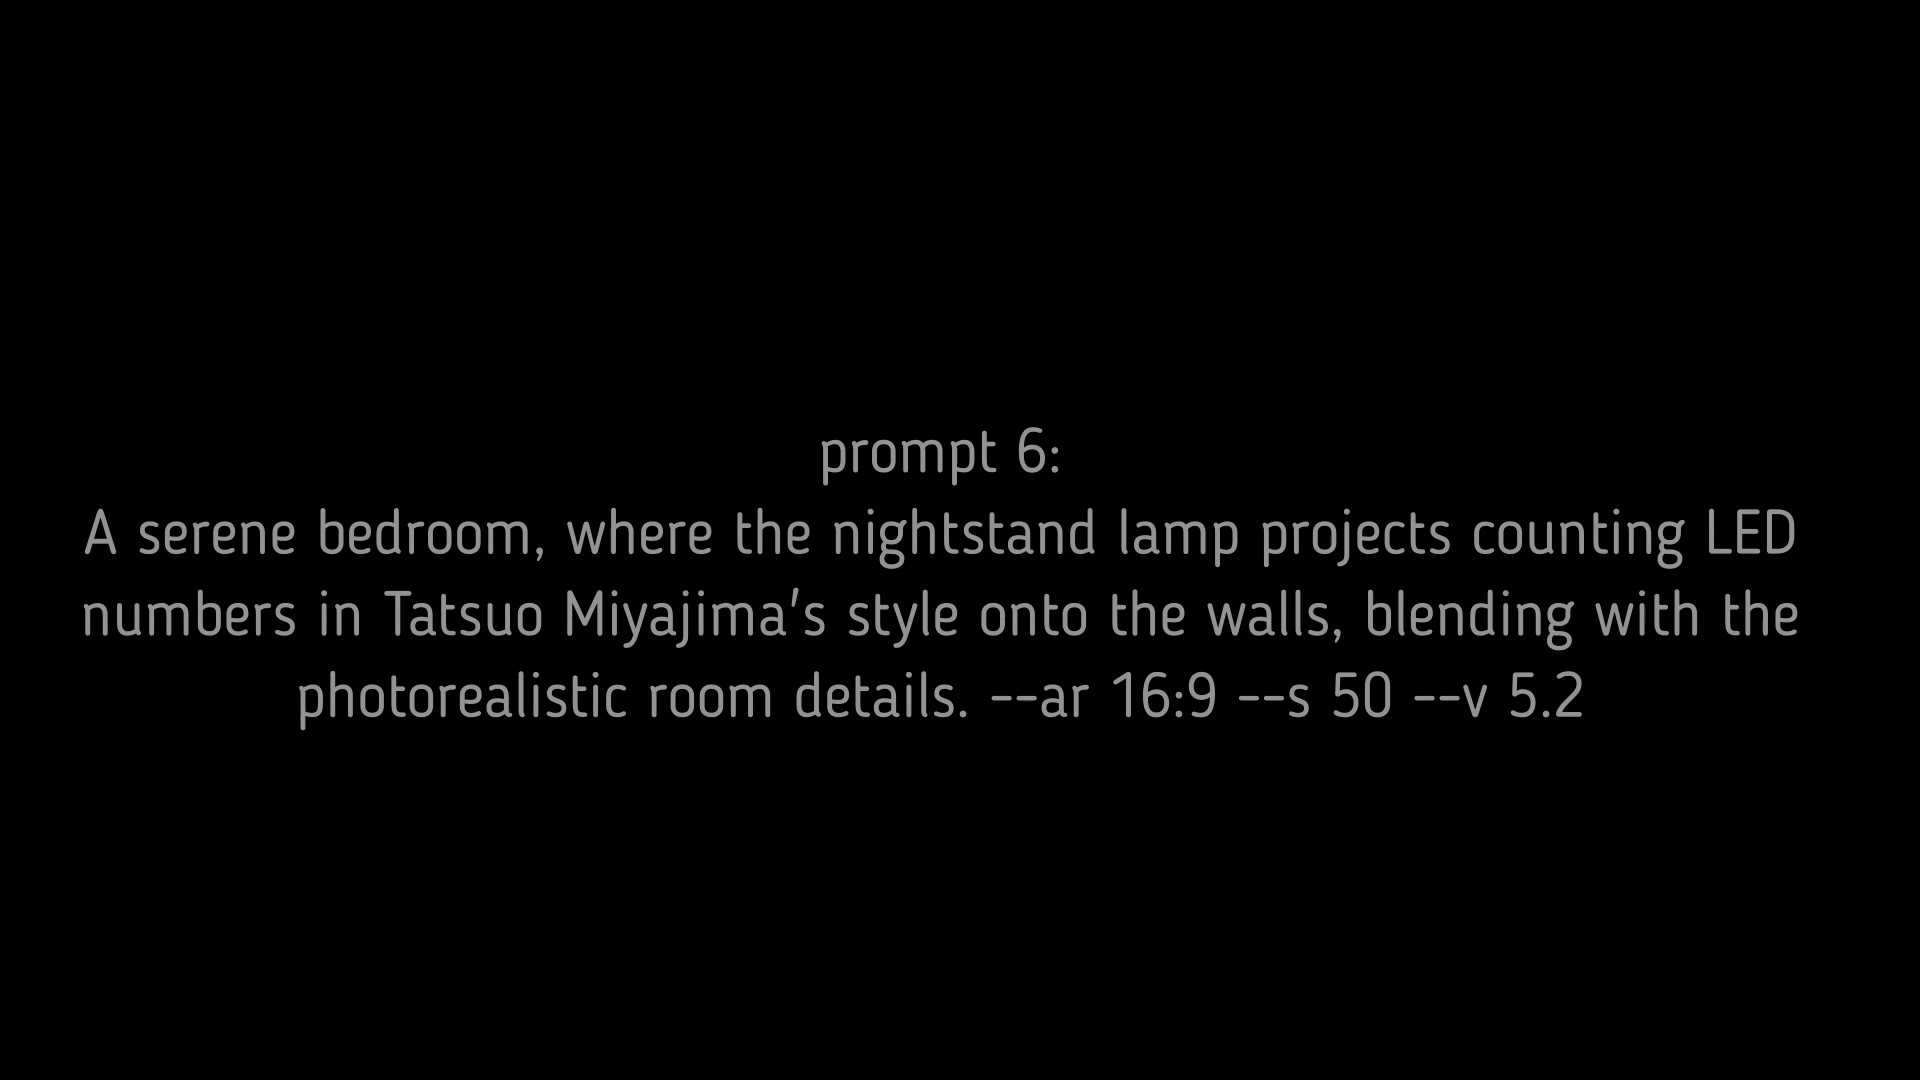 prompt 6:
A serene bedroom, where the nightstand lamp projects counting LED
numbers in Tatsuo Miyajima's style onto the walls, blending with the
photorealistic room details. --ar 16:9 --s 50 --v 5.2